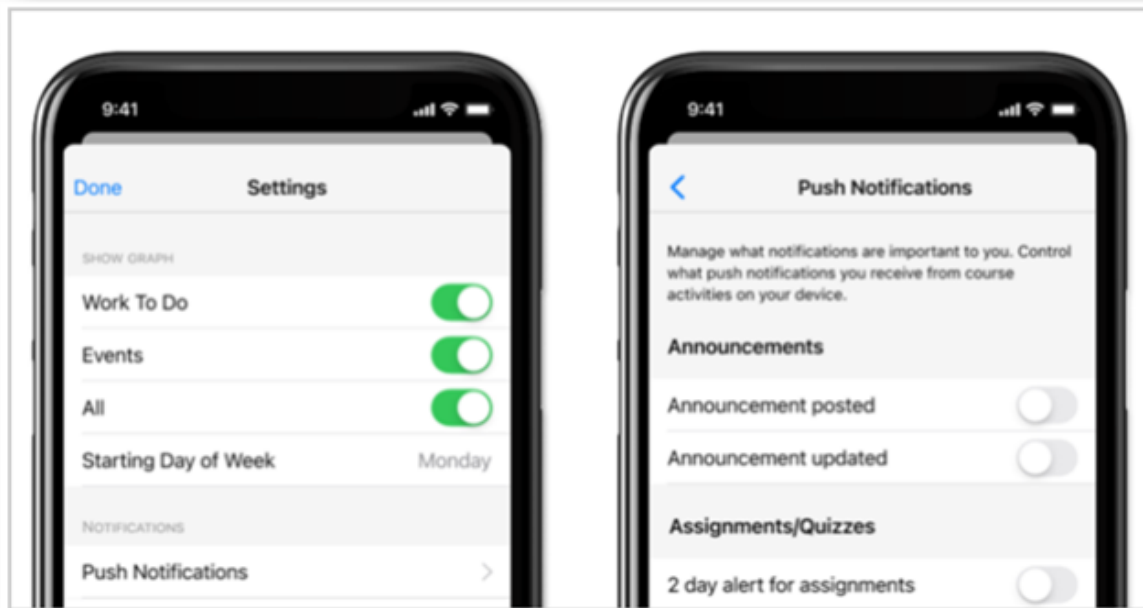 9:41
Done
Settings
SHOW GRAPH
Work To Do
Events
All
Starting Day of Week Monday
NOTIFICATIONS
Push Notifications
9:41
Push Notifications
Manage what notifications are important to you. Control
what push notifications you receive from course
activities on your device.
Announcements
Announcement posted
Announcement updated
Assignments/Quizzes
2 day alert for assignments